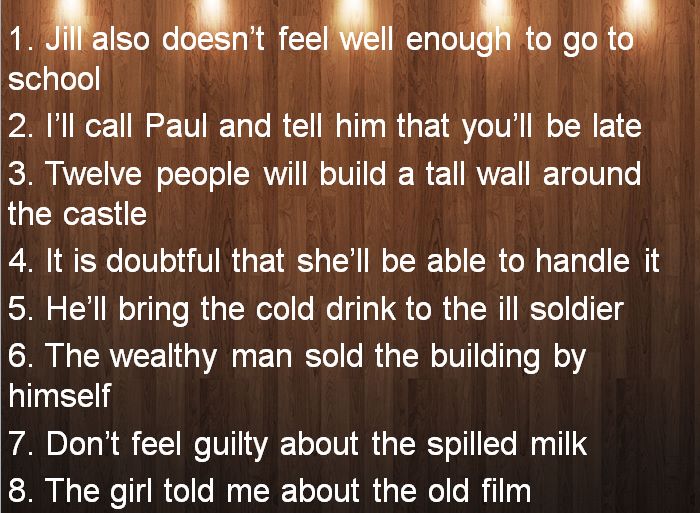 1. Jill also doesn’t feel well enough to go to
school
2. I’ll call Paul and tell him that you’ll be late
3. Twelve people will build a tall wall around
the castle
4. It is doubtful that she’ll be able to handle it
5. He’ll bring the cold drink to the ill soldier
6. The wealthy man sold the building by
himself
7. Don’t feel guilty about the spilled milk
8. The girl told me about the old film